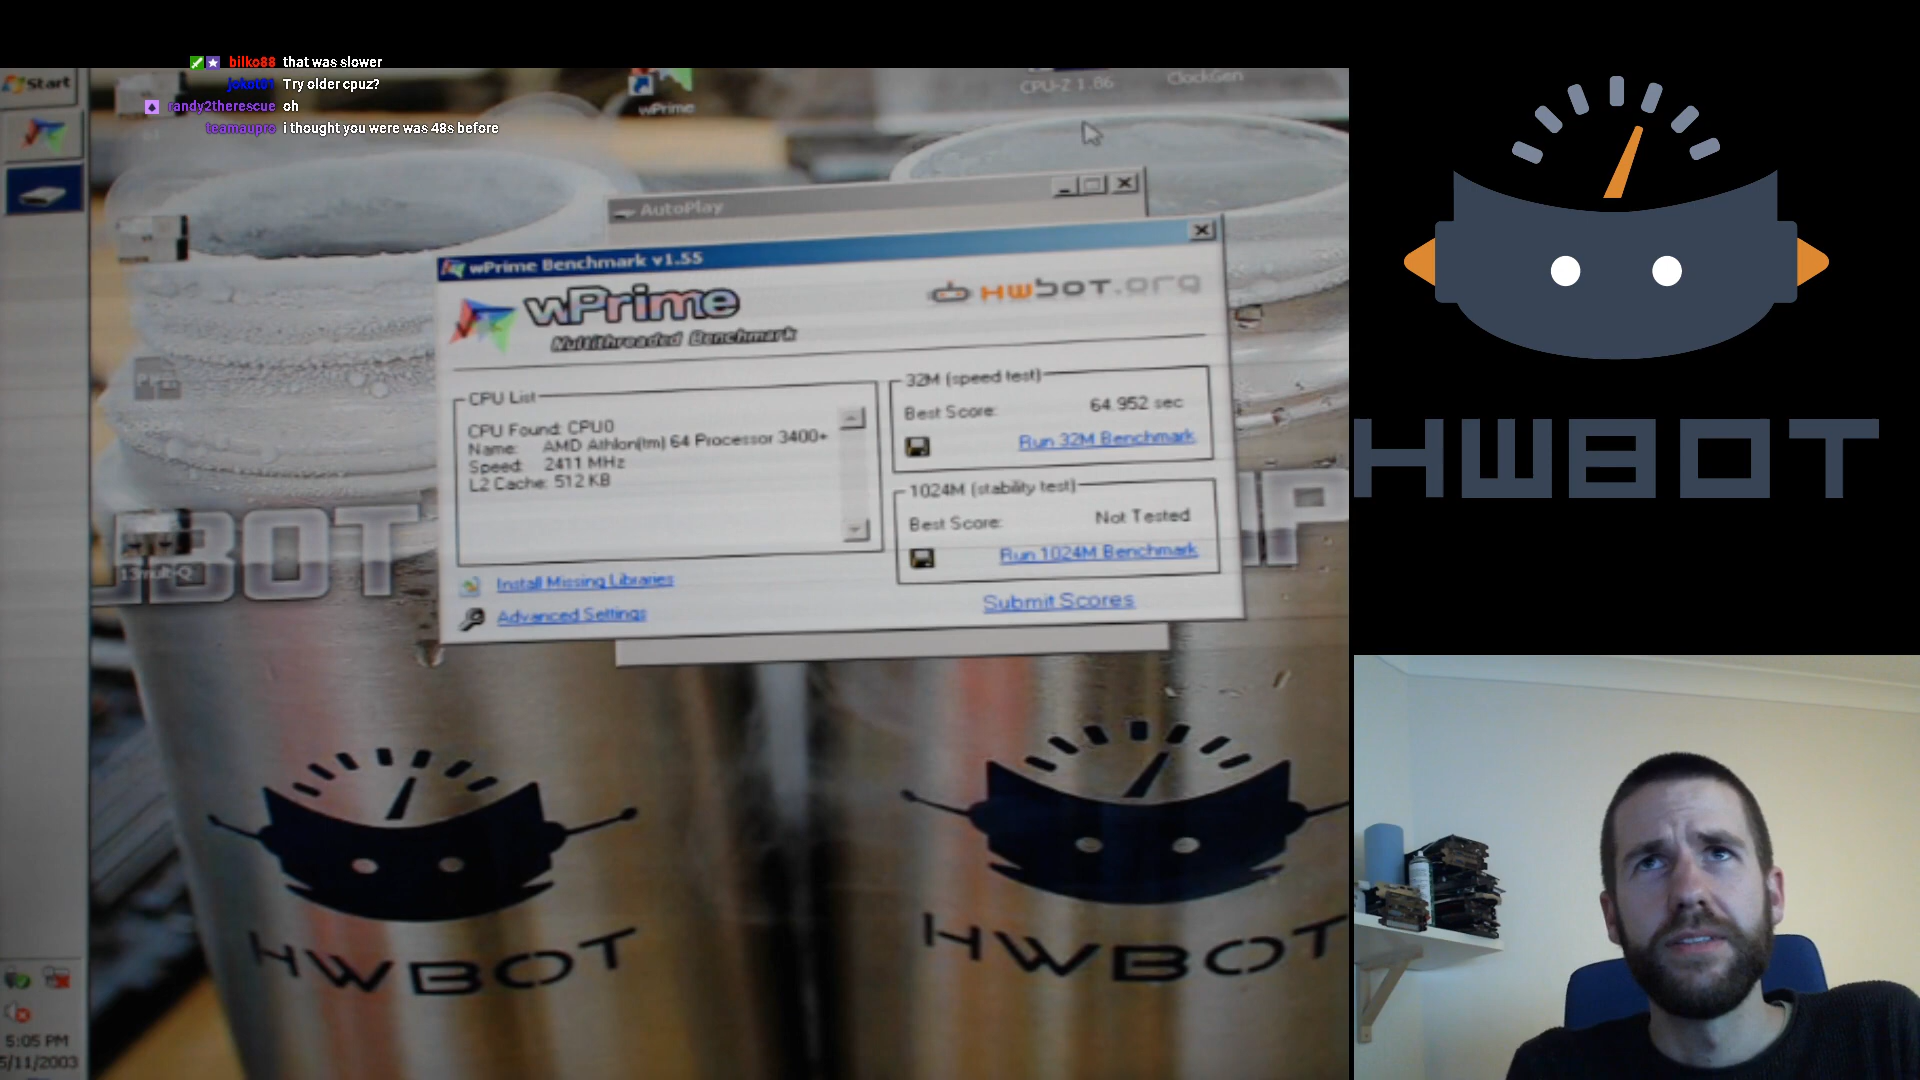 bilko88 that was slower
jokot01 Try older cpuz?
randy2therescue oh
teamaupro i thought you were was 48s before
Start
wPrime
CPU-Z 1.86
ClockGen
AutoPlay
wPrime Benchmark v1.55
wPrime
Multithreaded Benchmark
HWBOT.org
CPU List
CPU Found: CPU0
Name: AMD Athlon(tm) 64 Processor 3400+
Speed: 2411 MHz
L2 Cache: 512 KB
32M (speed test)
Best Score: 64.952 sec
Run 32M Benchmark
1024M (stability test)
Best Score: Not Tested
Run 1024M Benchmark
Install Missing Libraries
Advanced Settings
Submit Scores
BOT
HWBOT
HWBOT
HWBOT
5:05 PM
5/11/2003